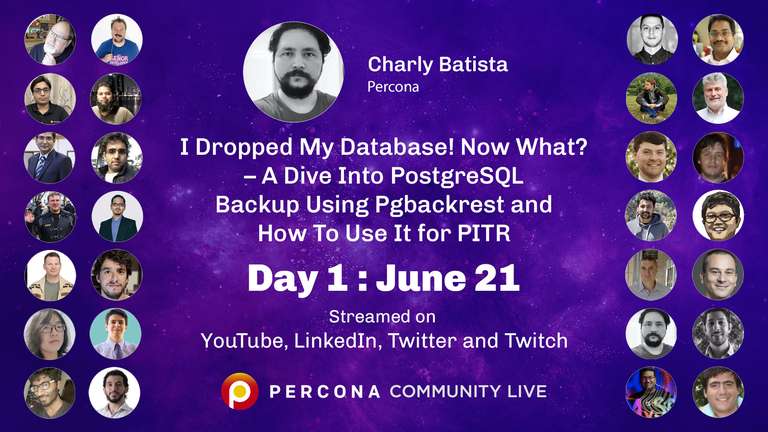 Charly Batista
Percona
I Dropped My Database! Now What?
– A Dive Into PostgreSQL
Backup Using Pgbackrest and
How To Use It for PITR
Day 1 : June 21
Streamed on
YouTube, LinkedIn, Twitter and Twitch
PERCONA COMMUNITY LIVE